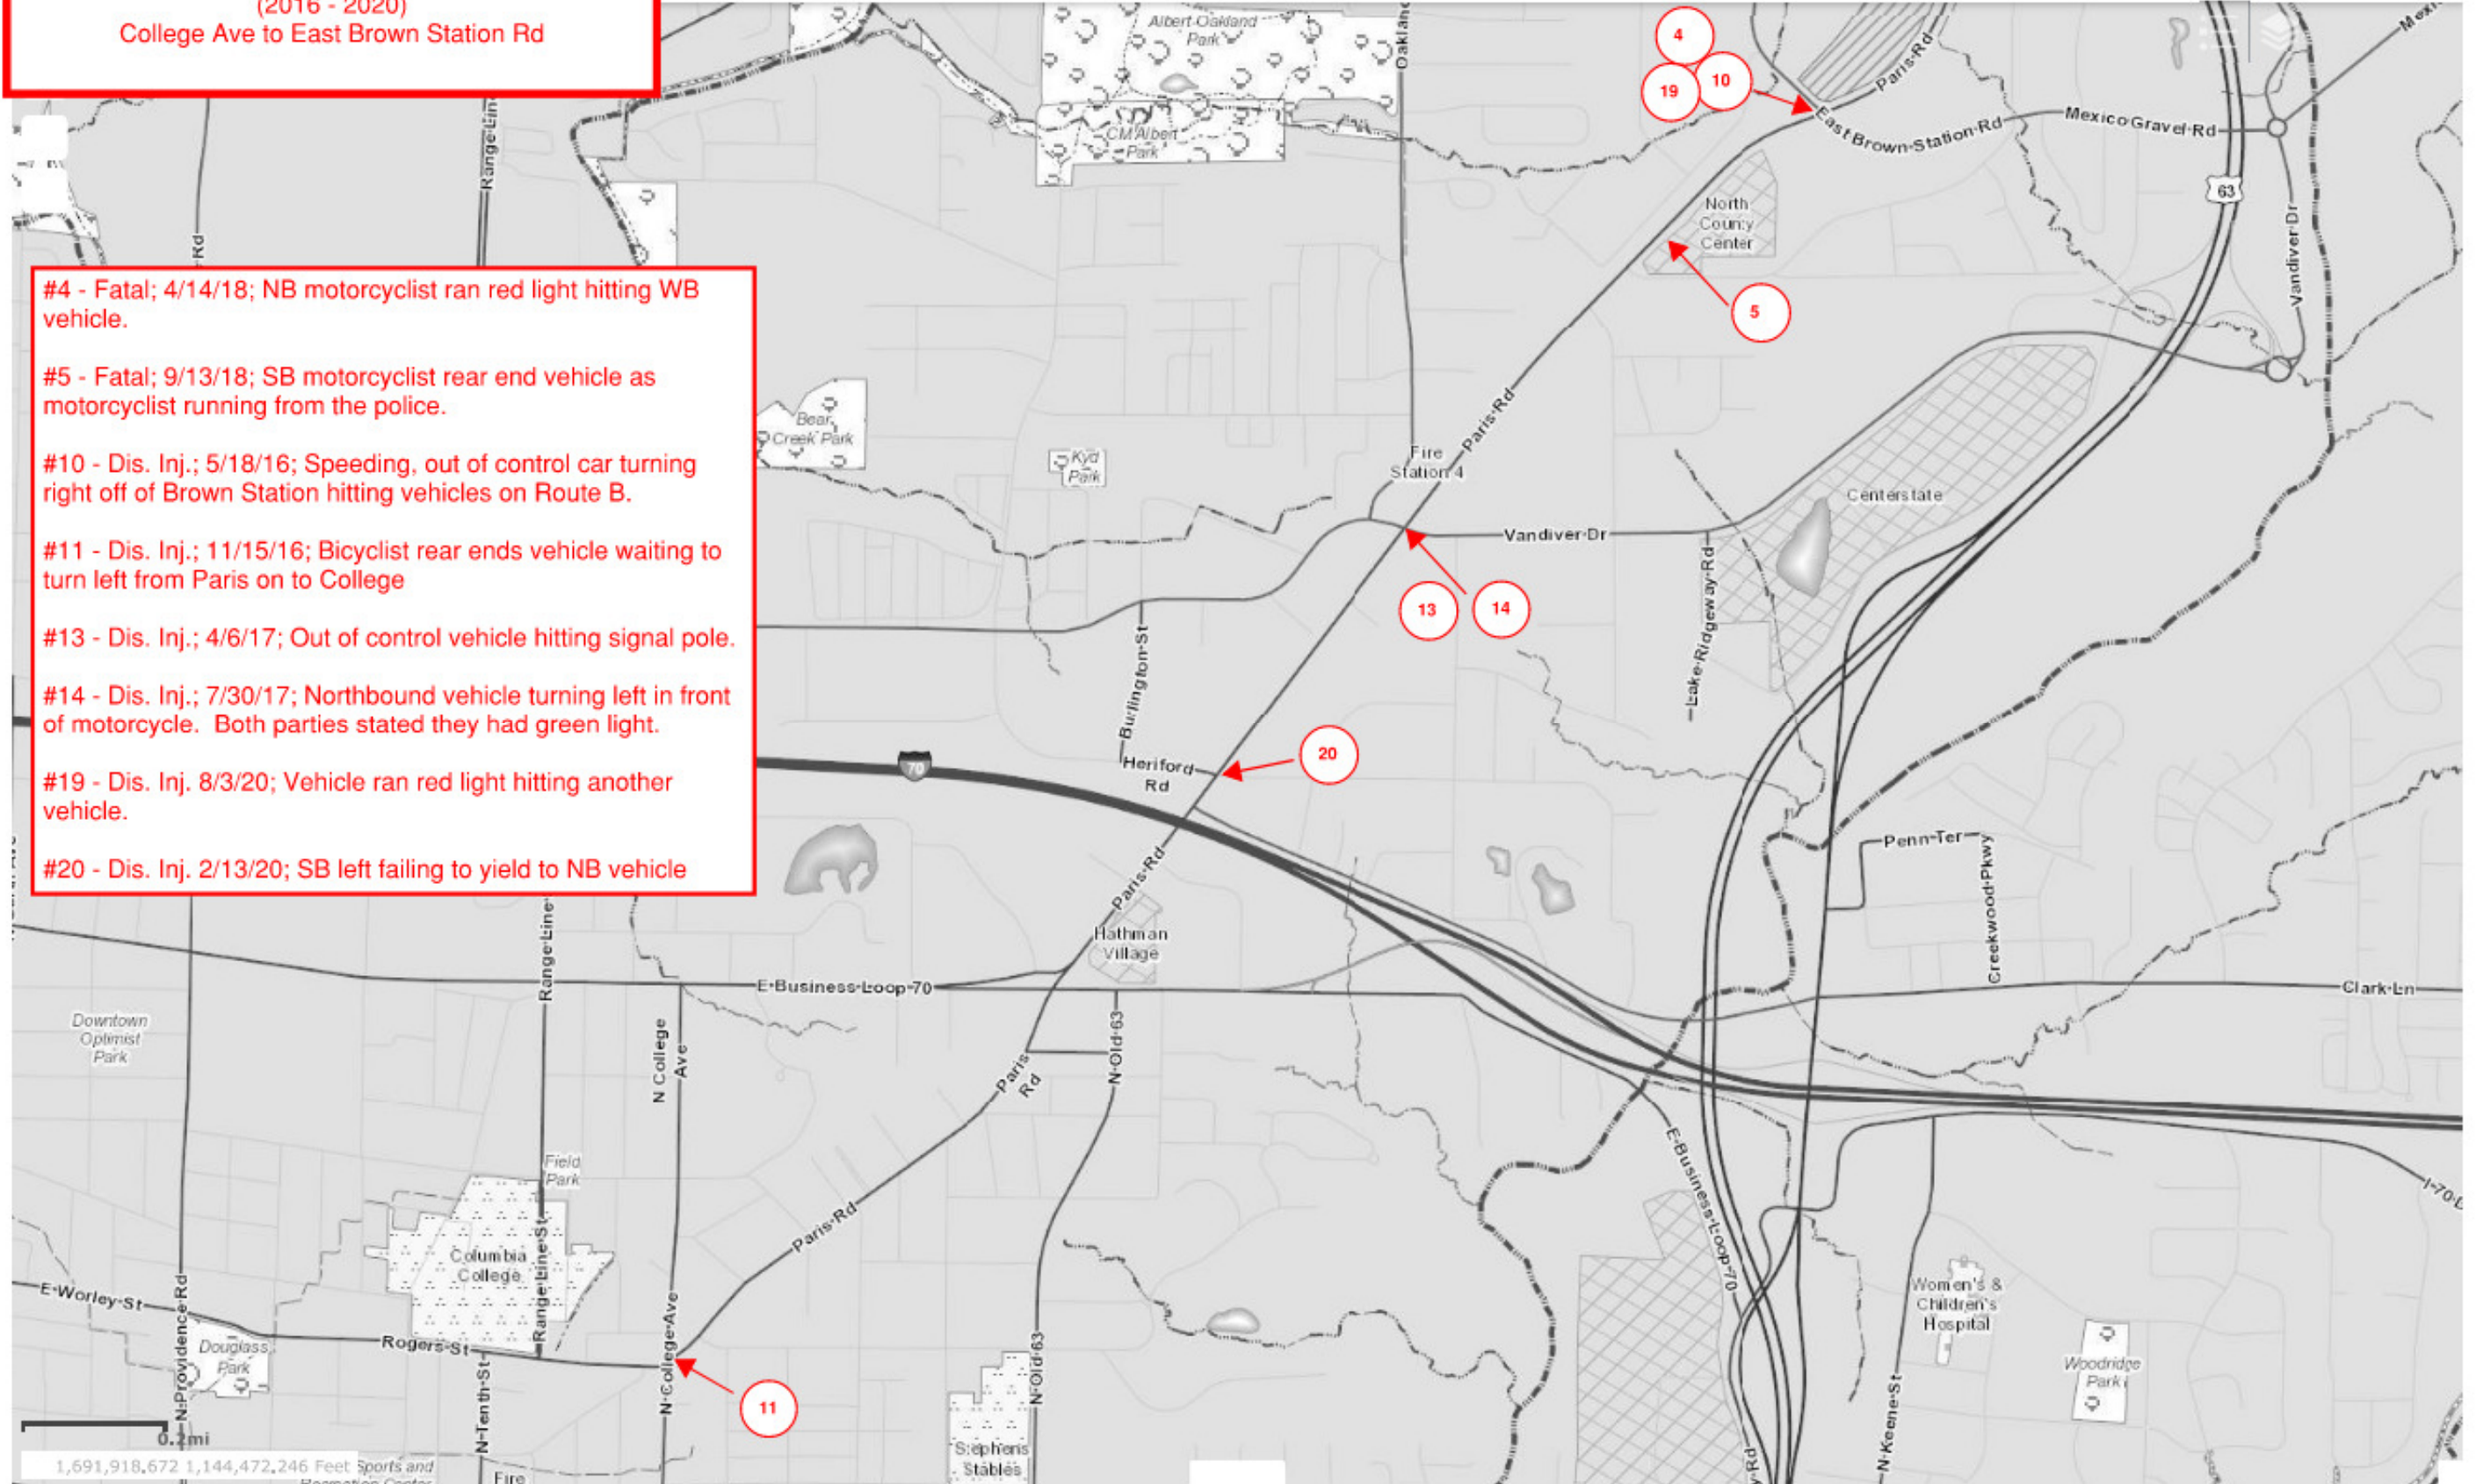 (2016 - 2020)
College Ave to East Brown Station Rd
#4 - Fatal; 4/14/18; NB motorcyclist ran red light hitting WB
vehicle.
#5 - Fatal; 9/13/18; SB motorcyclist rear end vehicle as
motorcyclist running from the police.
#10 - Dis. Inj.; 5/18/16; Speeding, out of control car turning
right off of Brown Station hitting vehicles on Route B.
#11 - Dis. Inj.; 11/15/16; Bicyclist rear ends vehicle waiting to
turn left from Paris on to College
#13 - Dis. Inj.; 4/6/17; Out of control vehicle hitting signal pole.
#14 - Dis. Inj.; 7/30/17; Northbound vehicle turning left in front
of motorcycle.  Both parties stated they had green light.
#19 - Dis. Inj. 8/3/20; Vehicle ran red light hitting another
vehicle.
#20 - Dis. Inj. 2/13/20; SB left failing to yield to NB vehicle
Albert-Oakland
Park
CM Albert
Park
Oakland
4
19
10
Paris Rd
East Brown Station Rd
Mexico Gravel Rd
63
Vandiver Dr
North
County
Center
5
Rd
Bear
Creek Park
Kyd
Park
Fire
Station 4
Paris Rd
Centerstate
Vandiver Dr
13
14
Lake Ridgeway Rd
Burlington St
Heriford
Rd
20
70
Penn Ter
Creekwood Pkwy
Paris Rd
Hathman
Village
E Business Loop 70
Clark Ln
Range Line
Downtown
Optimist
Park
N College
Ave
N Old 63
Paris
Rd
Field
Park
Columbia
College
Range Line St
Paris Rd
E Business Loop 70
E Worley St
N Providence Rd
Douglass
Park
Rogers St
N Tenth St
N College Ave
11
N Old 63
Stephens
Stables
Women's &
Children's
Hospital
Woodridge
Park
N Keene St
0.2mi
1,691,918.672 1,144,472.246 Feet
Sports and
Fire